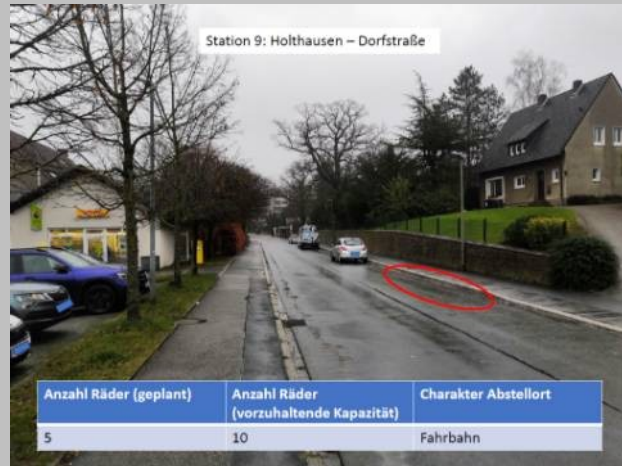 Station 9: Holthausen – Dorfstraße
Anzahl Räder (geplant)
Anzahl Räder
(vorzuhaltende Kapazität)
Charakter Abstellort
5
10
Fahrbahn